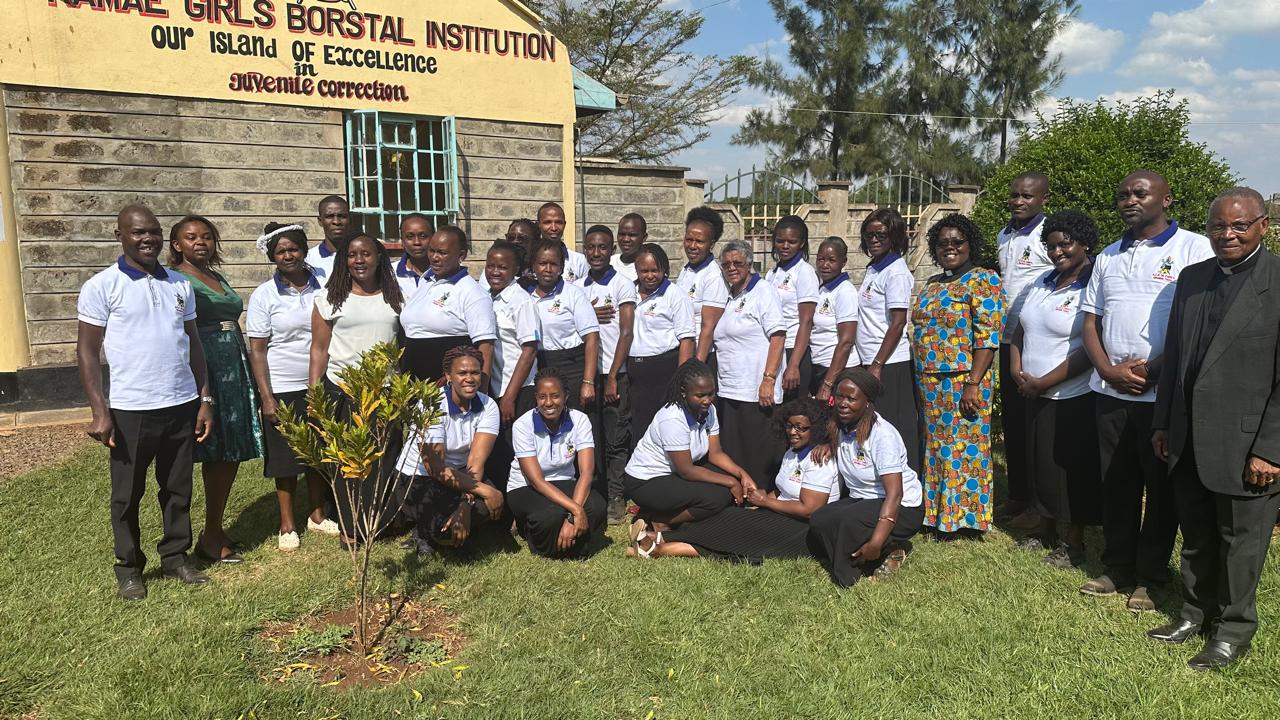 KAMAE GIRLS BORSTAL INSTITUTION
OUR ISLAND OF EXCELLENCE
in
JUVENILE CORRECTION